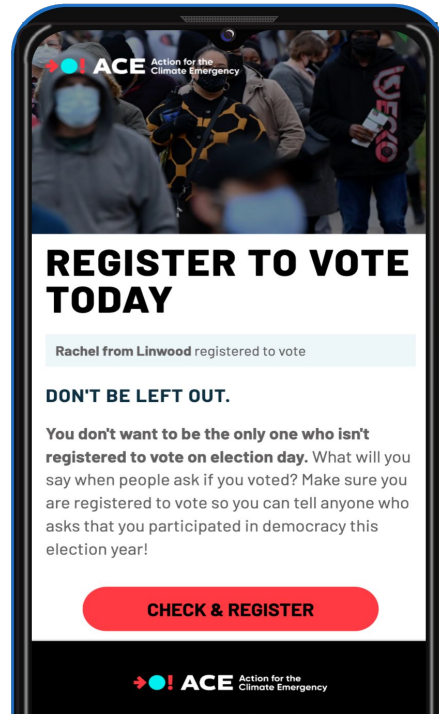 ACE Action for the
Climate Emergency
REGISTER TO VOTE
TODAY
Rachel from Linwood registered to vote
DON'T BE LEFT OUT.
You don't want to be the only one who isn't
registered to vote on election day. What will you
say when people ask if you voted? Make sure you
are registered to vote so you can tell anyone who
asks that you participated in democracy this
election year!
CHECK & REGISTER
ACE Action for the
Climate Emergency